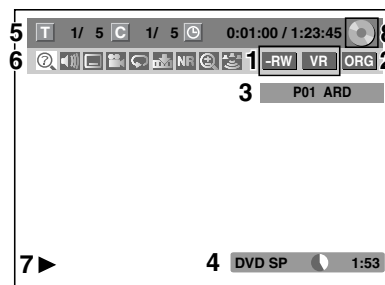 5 T 1/ 5 C 1/ 5 0:01:00 / 1:23:45 8
6 NR 1 -RW VR ORG 2
3 P01 ARD
7 4 DVD SP 1:53